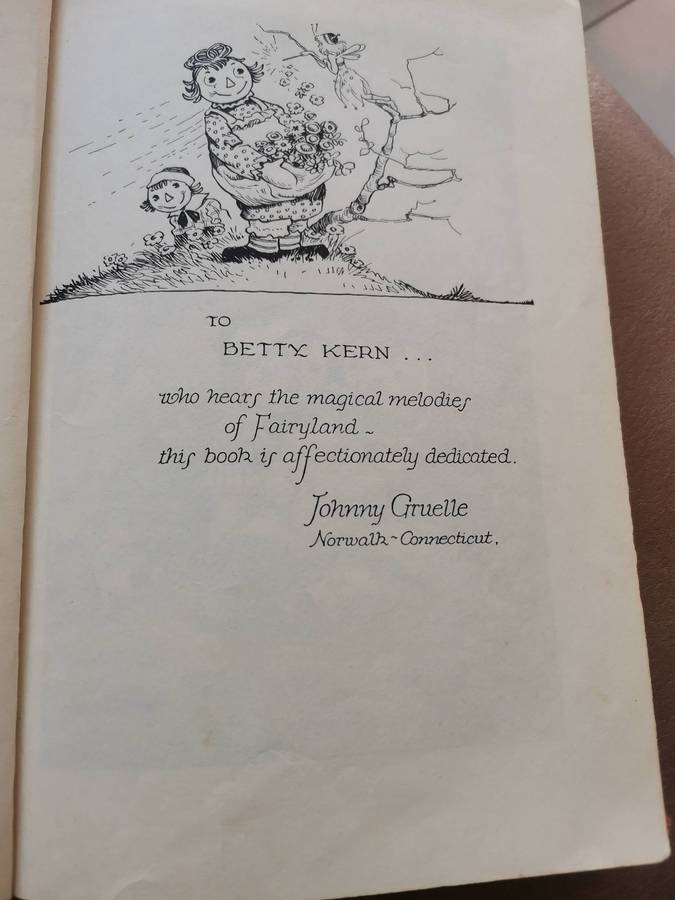 TO
BETTY KERN ...
who hears the magical melodies
of Fairyland ~
this book is affectionately dedicated.
Johnny Gruelle
Norwalk ~ Connecticut.